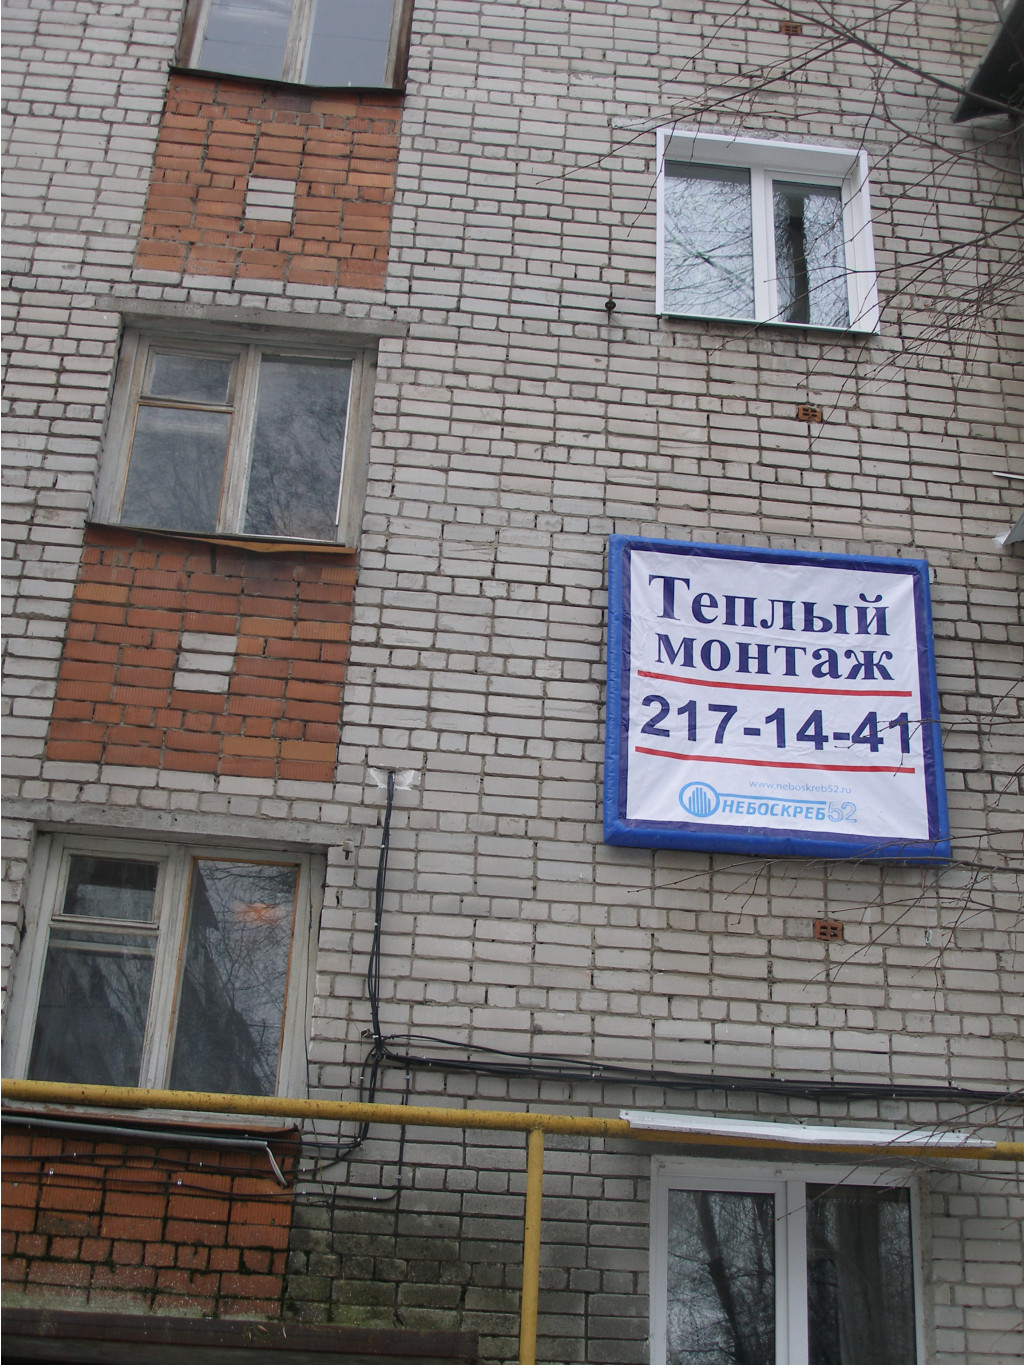 Теплый
монтаж
217-14-41
www.neboskreb52.ru
НЕБОСКРЕБ52